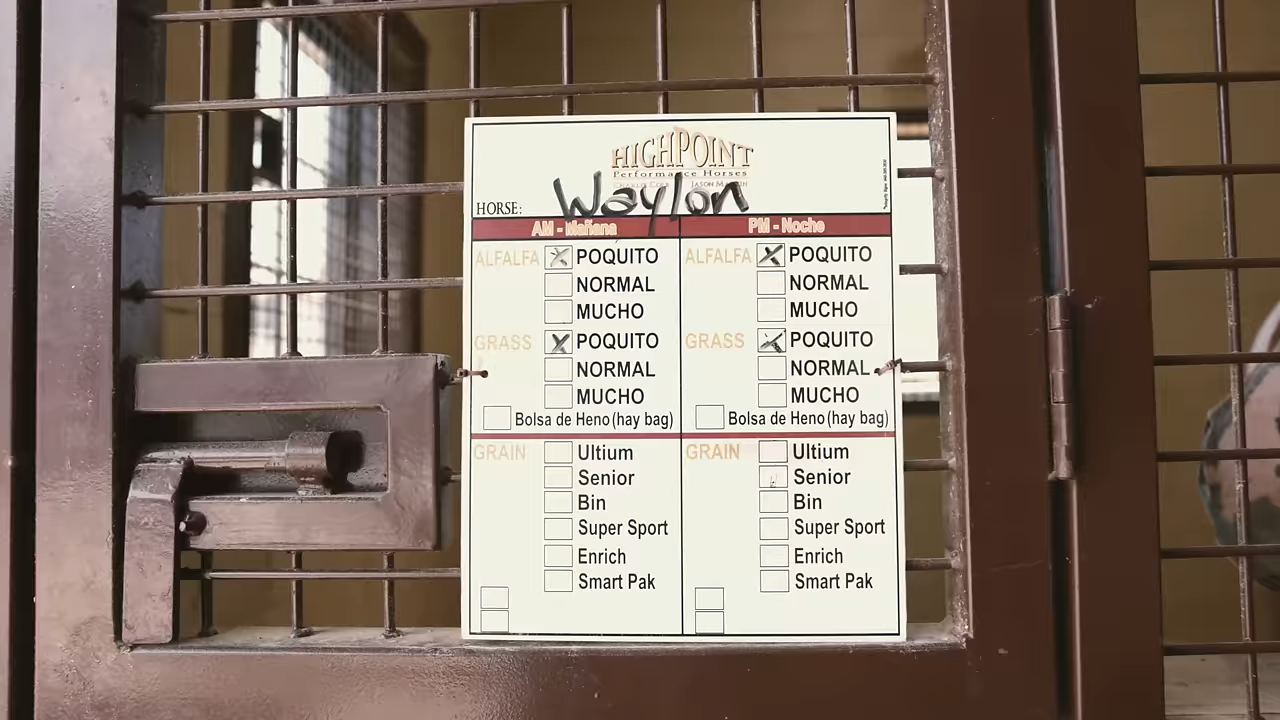 HIGHPOINT
Performance Horses
HORSE: Waylon
AM - Mañana
ALFALFA POQUITO
NORMAL
MUCHO
GRASS POQUITO
NORMAL
MUCHO
Bolsa de Heno (hay bag)
GRAIN Ultium
Senior
Bin
Super Sport
Enrich
Smart Pak
PM - Noche
ALFALFA POQUITO
NORMAL
MUCHO
GRASS POQUITO
NORMAL
MUCHO
Bolsa de Heno (hay bag)
GRAIN Ultium
Senior
Bin
Super Sport
Enrich
Smart Pak